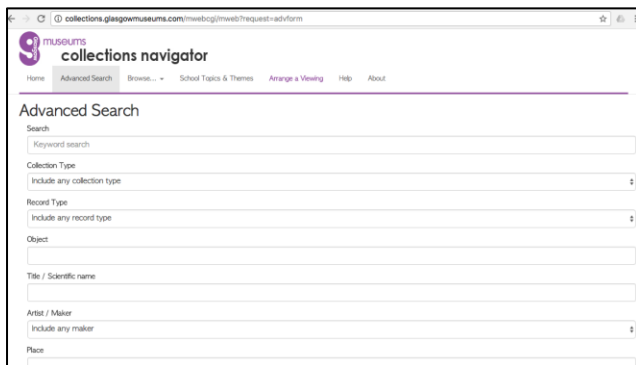 collections.glasgowmuseums.com/mwebcgi/mweb?request=advform
museums
collections navigator
Home Advanced Search Browse... School Topics & Themes Arrange a Viewing Help About
Advanced Search
Search
Keyword search
Collection Type
Include any collection type
Record Type
Include any record type
Object
Title / Scientific name
Artist / Maker
Include any maker
Place